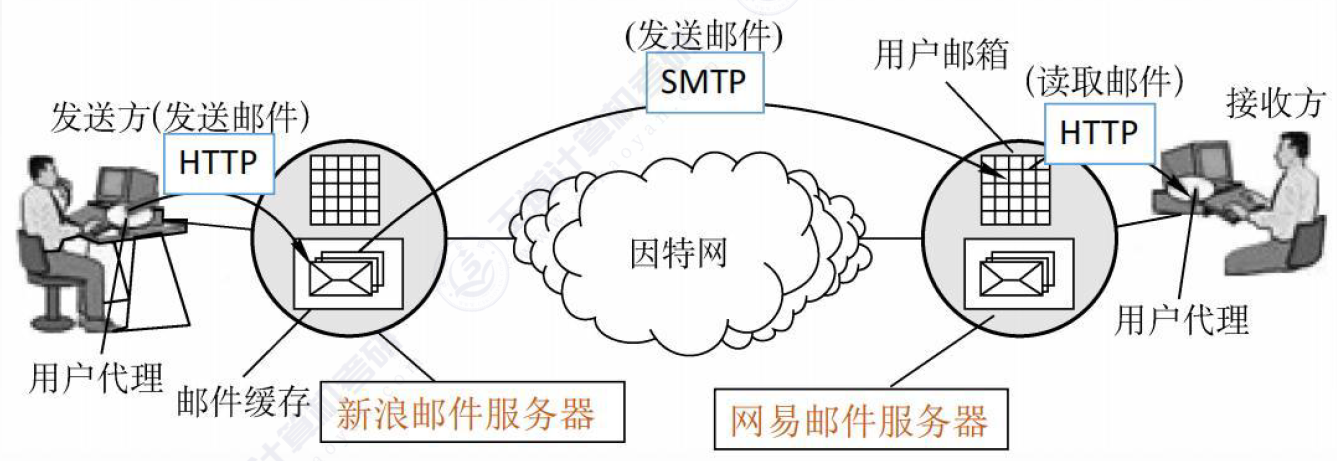 (发送邮件)
SMTP
用户邮箱
(读取邮件)
HTTP
接收方
发送方(发送邮件)
HTTP
因特网
用户代理
邮件缓存
新浪邮件服务器
网易邮件服务器
用户代理